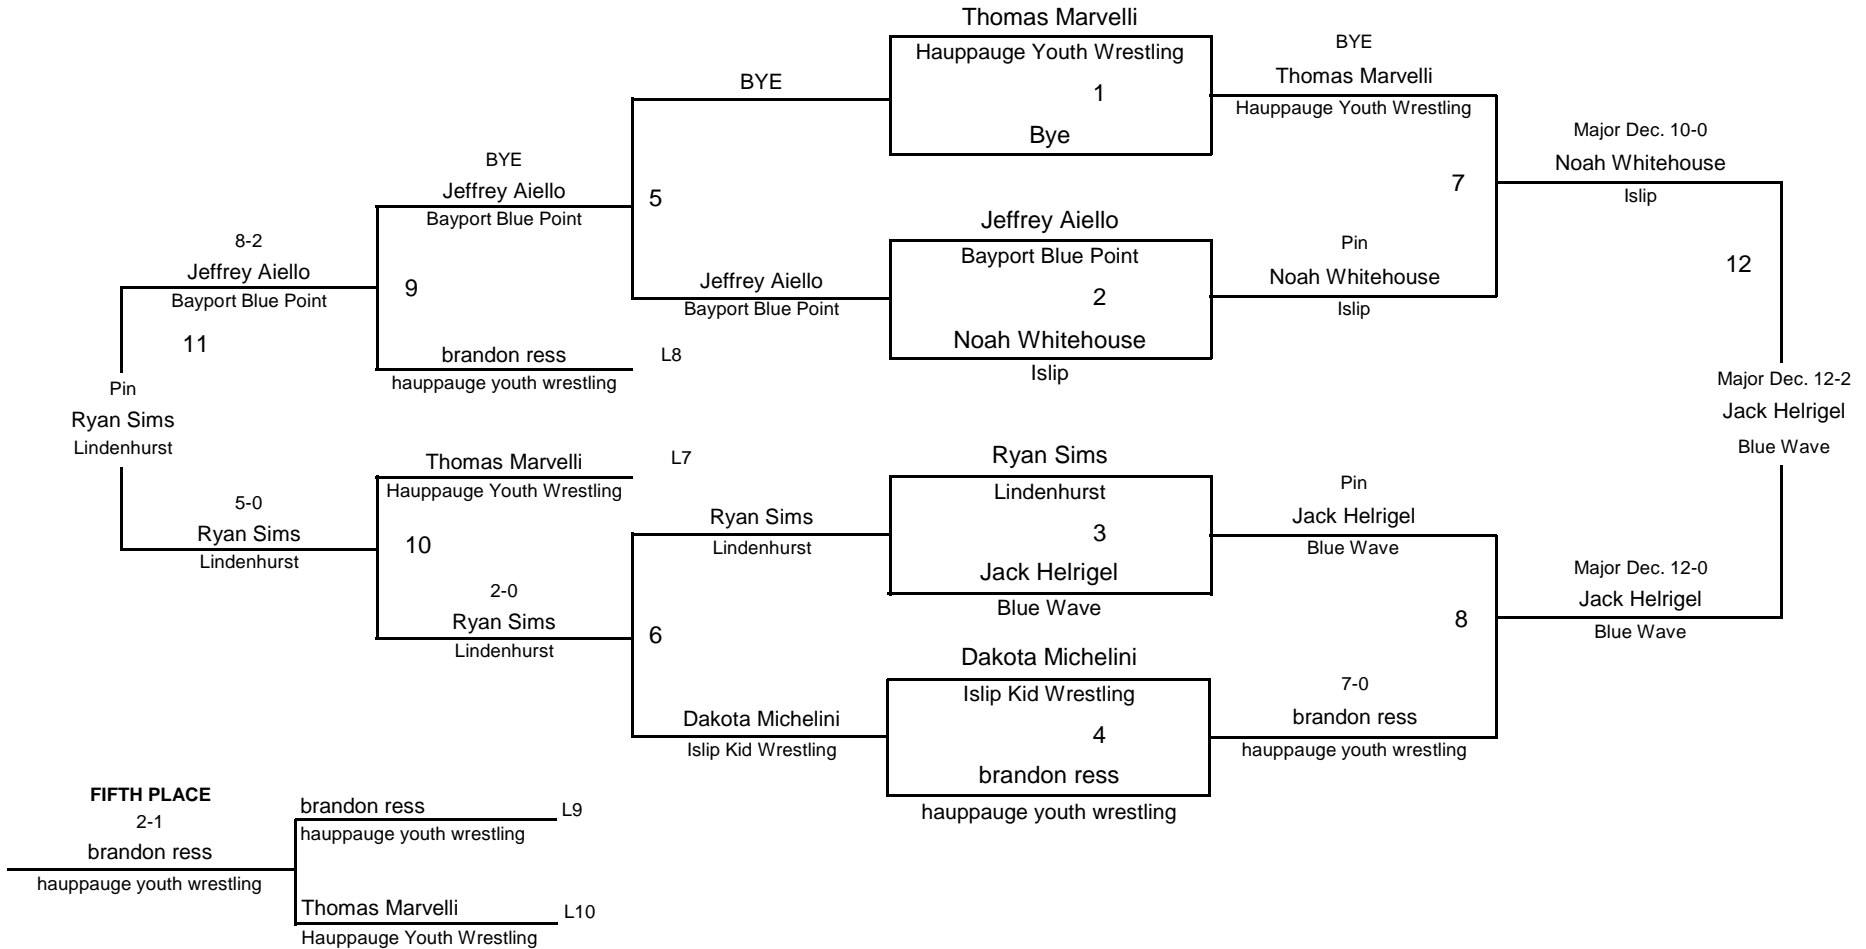 Thomas Marvelli
Hauppauge Youth Wrestling
1
Bye
BYE
BYE
Thomas Marvelli
Hauppauge Youth Wrestling
Major Dec. 10-0
Noah Whitehouse
Islip
7
BYE
Jeffrey Aiello
Bayport Blue Point
5
Jeffrey Aiello
Bayport Blue Point
2
Noah Whitehouse
Islip
Pin
Noah Whitehouse
Islip
12
8-2
Jeffrey Aiello
Bayport Blue Point
9
Jeffrey Aiello
Bayport Blue Point
11
brandon ress
hauppauge youth wrestling
L8
Pin
Ryan Sims
Lindenhurst
Major Dec. 12-2
Jack Helrigel
Blue Wave
Thomas Marvelli
Hauppauge Youth Wrestling
L7
Ryan Sims
Lindenhurst
3
Jack Helrigel
Blue Wave
Pin
Jack Helrigel
Blue Wave
5-0
Ryan Sims
Lindenhurst
10
Ryan Sims
Lindenhurst
2-0
Ryan Sims
Lindenhurst
6
Major Dec. 12-0
Jack Helrigel
Blue Wave
8
Dakota Michelini
Islip Kid Wrestling
4
brandon ress
hauppauge youth wrestling
Dakota Michelini
Islip Kid Wrestling
7-0
brandon ress
hauppauge youth wrestling
FIFTH PLACE
2-1
brandon ress
hauppauge youth wrestling
brandon ress
hauppauge youth wrestling
L9
Thomas Marvelli
Hauppauge Youth Wrestling
L10